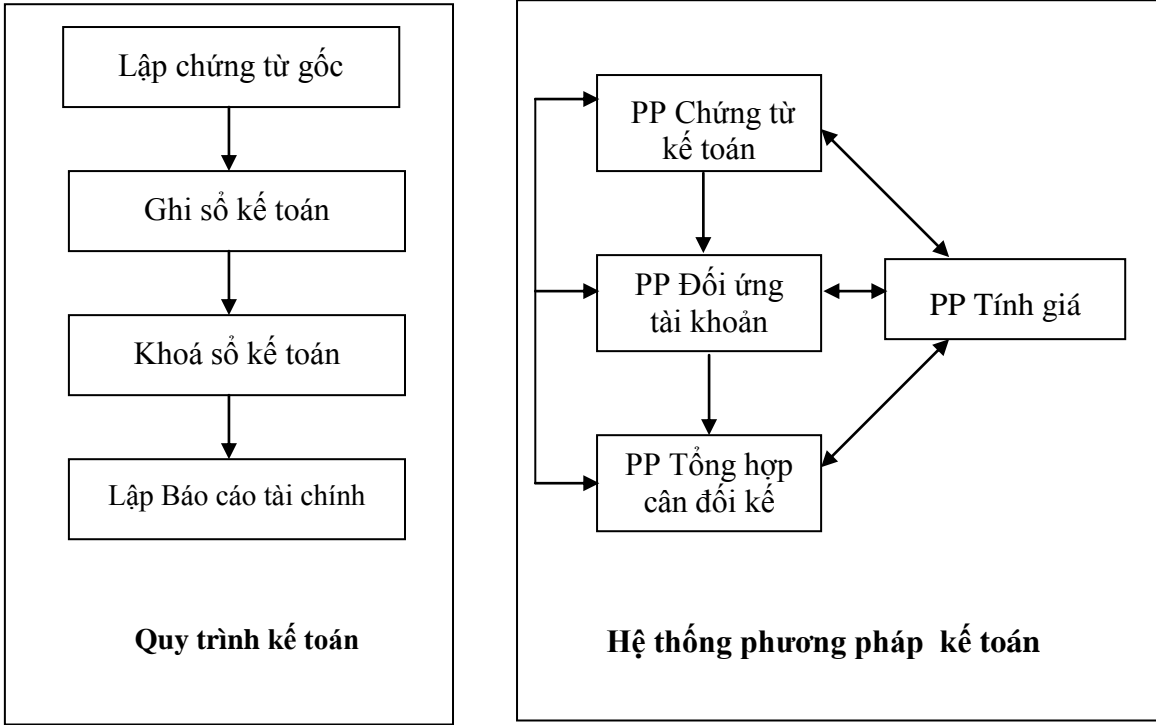 Lập chứng từ gốc
Ghi sổ kế toán
Khoá sổ kế toán
Lập Báo cáo tài chính
Quy trình kế toán
PP Chứng từ
kế toán
PP Đối ứng
tài khoản
PP Tính giá
PP Tổng hợp
cân đối kế
Hệ thống phương pháp kế toán